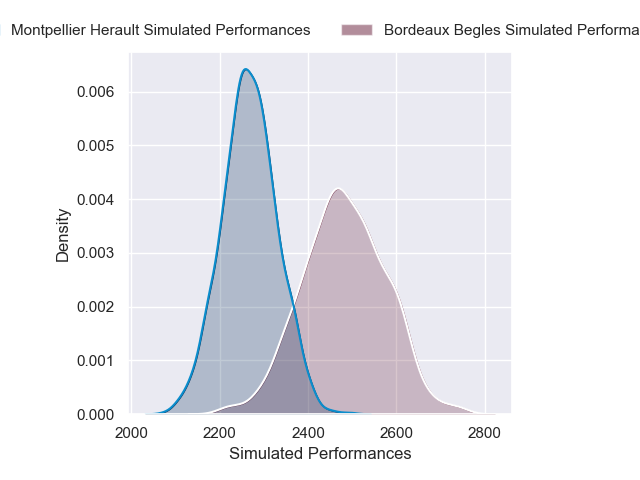 Montpellier Herault Simulated Performances Bordeaux Begles Simulated
0.006
0.005
0.004
0.003
0.002
0.001
0.000
Density
2000 2200 2400 2600 2800
Simulated Performances